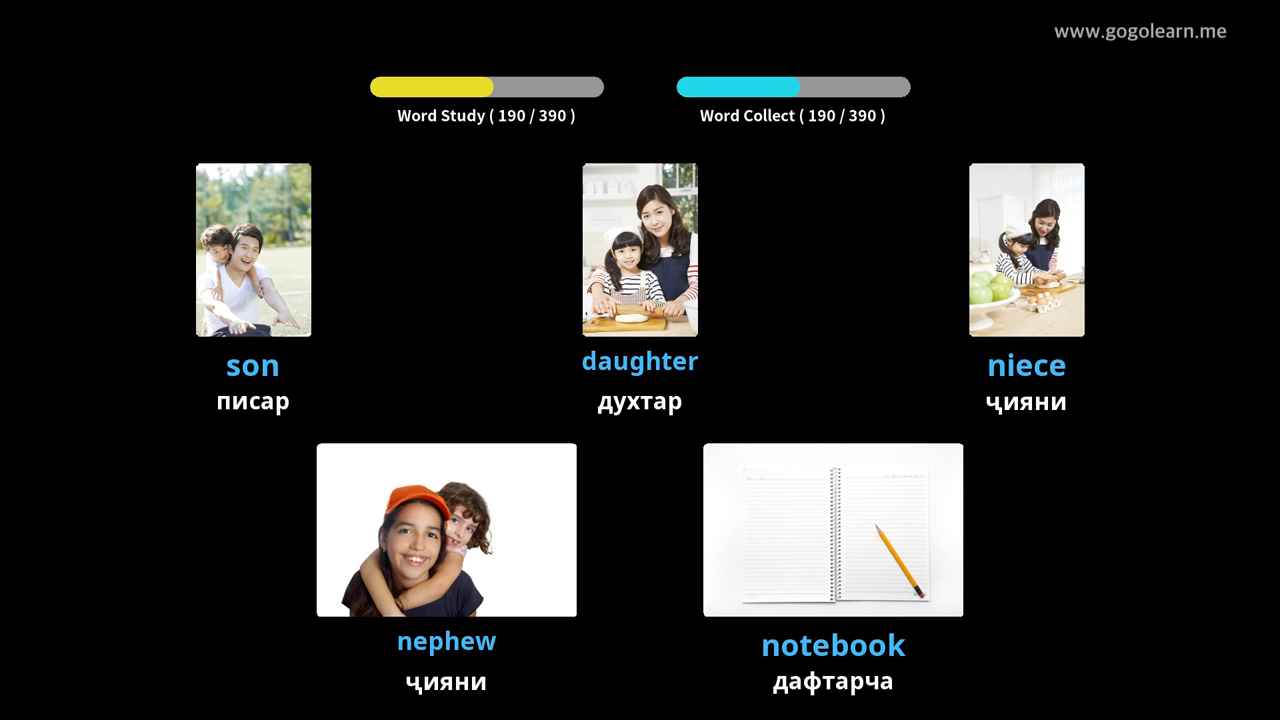 www.gogolearn.me
Word Study ( 190 / 390 )
Word Collect ( 190 / 390 )
son
писар
daughter
духтар
niece
ҷияни
nephew
ҷияни
notebook
дафтарча